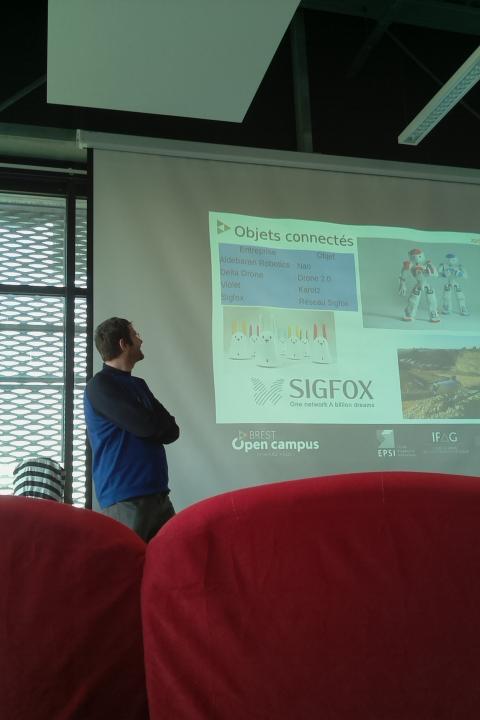 Objets connectés
Entreprise Objet
Aldebaran Robotics Nao
Delta Drone Drone 2.0
Violet Karotz
Sigfox Réseau Sigfox
SIGFOX
One network A billion dreams
BREST
Open campus
EPSI
IFAG